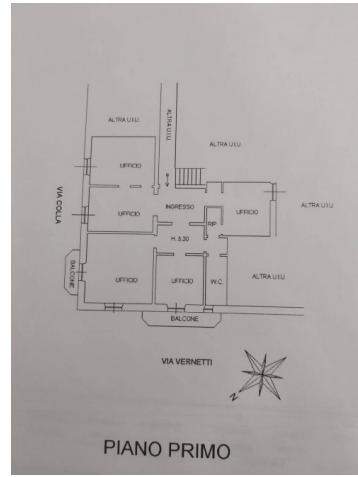 ALTRA U.I.U.
ALTRA U.I.U.
ALTRA U.I.U.
UFFICIO
VIA COLLA
INGRESSO
ALTRA U.I.U.
UFFICIO
UFFICIO
RIP
H. 3.20
BALCONE
UFFICIO
UFFICIO
W.C.
ALTRA U.I.U.
BALCONE
VIA VERNETTI
N
PIANO PRIMO